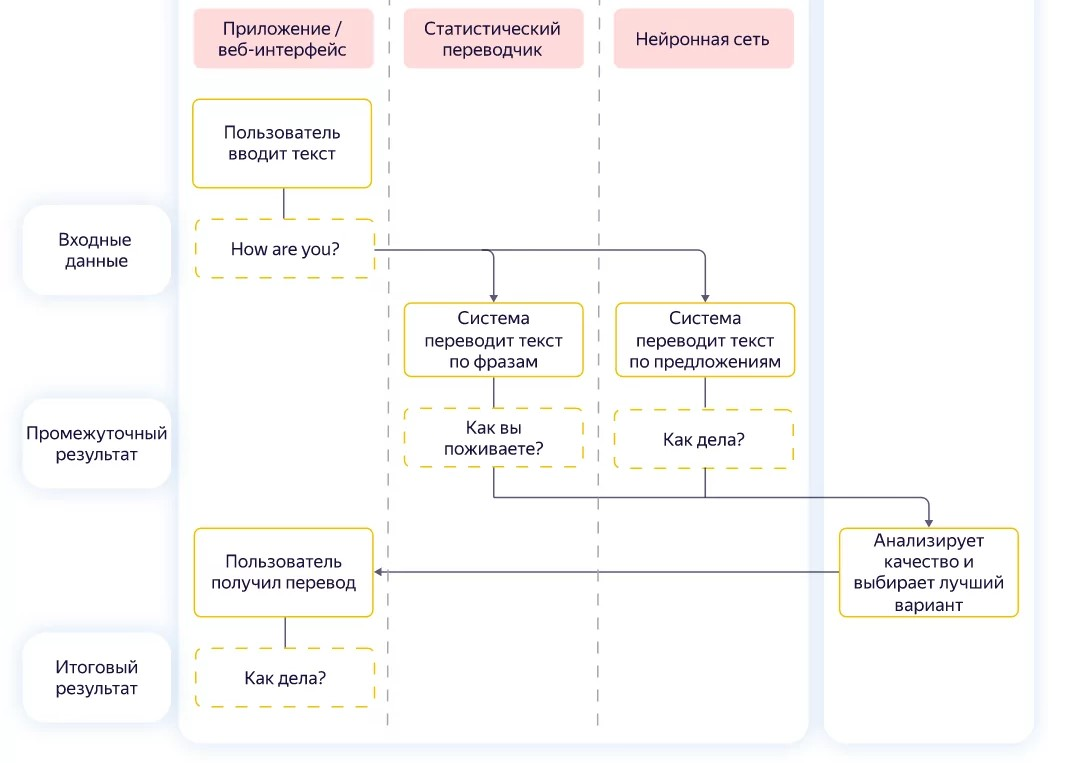 Приложение /
веб-интерфейс
Статистический
переводчик
Нейронная сеть
Пользователь
вводит текст
Входные
данные
How are you?
Система
переводит текст
по фразам
Система
переводит текст
по предложениям
Промежуточный
результат
Как вы
поживаете?
Как дела?
Пользователь
получил перевод
Анализирует
качество и
выбирает лучший
вариант
Итоговый
результат
Как дела?